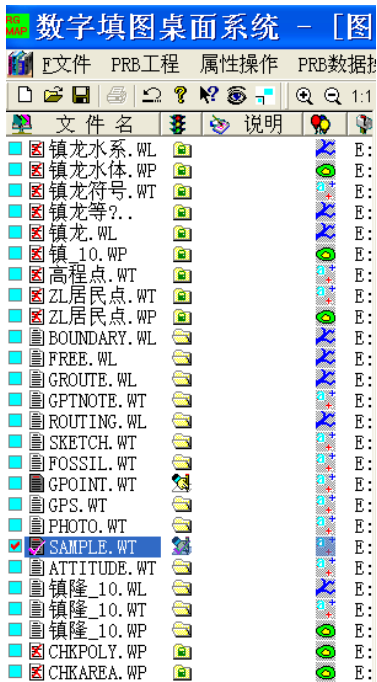 RG
MAP 数字填图桌面系统 - [图
F文件 PRB工程 属性操作 PRB数据
1:1
文件名 说明
镇龙水系.WL E:
镇龙水体.WP E:
镇龙符号.WT E:
镇龙等?.. E:
镇龙.WL E:
镇_10.WP E:
高程点.WT E:
ZL居民点.WT E:
ZL居民点.WP E:
BOUNDARY.WL E:
FREE.WL E:
GROUTE.WL E:
GPTNOTE.WT E:
ROUTING.WL E:
SKETCH.WT E:
FOSSIL.WT E:
GPOINT.WT E:
GPS.WT E:
PHOTO.WT E:
SAMPLE.WT E:
ATTITUDE.WT E:
镇隆_10.WL E:
镇隆_10.WT E:
镇隆_10.WP E:
CHKPOLY.WP E:
CHKAREA.WP E: